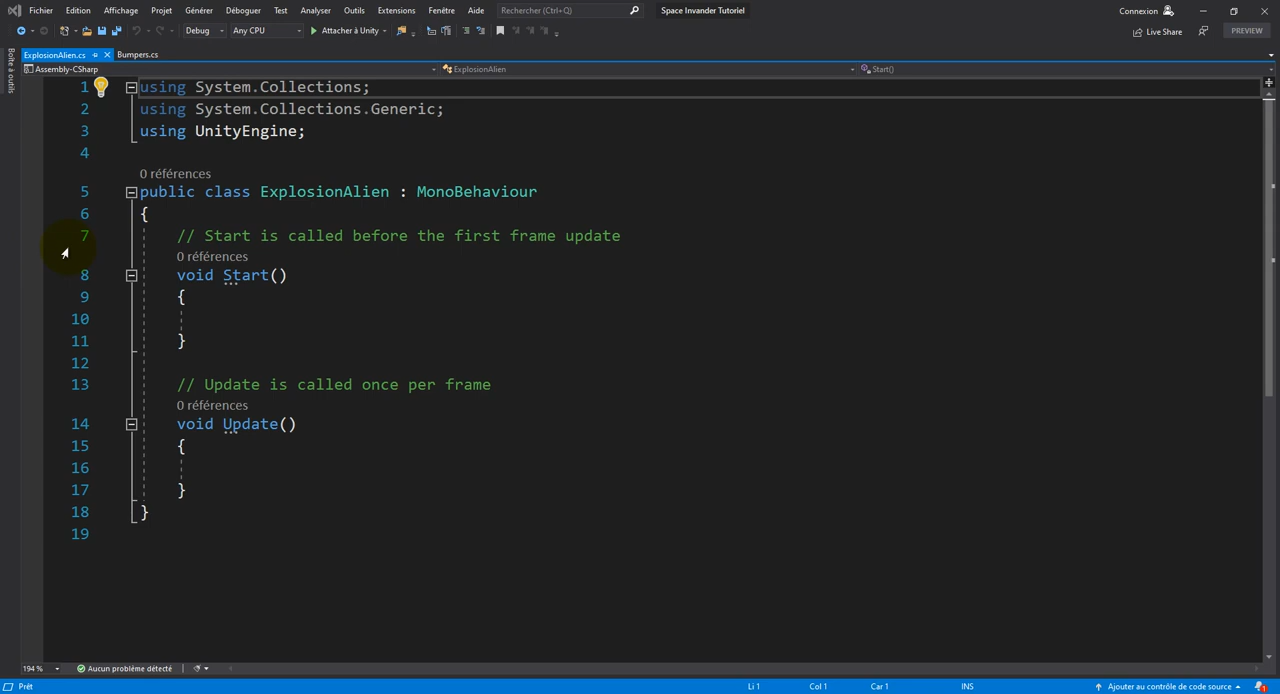 Fichier Edition Affichage Projet Générer Déboguer Test Analyser Outils Extensions Fenêtre Aide Rechercher (Ctrl+Q) Space Invander Tutoriel Connexion
Debug Any CPU Attacher à Unity Live Share PREVIEW
Boîte à outils
ExplosionAlien.cs Bumpers.cs
Assembly-CSharp ExplosionAlien Start()
1 using System.Collections;
2 using System.Collections.Generic;
3 using UnityEngine;
4
0 références
5 public class ExplosionAlien : MonoBehaviour
6 {
7 // Start is called before the first frame update
0 références
8 void Start()
9 {
10
11 }
12
13 // Update is called once per frame
0 références
14 void Update()
15 {
16
17 }
18 }
19
194 % Aucun problème détecté
Prêt Li 1 Col 1 Car 1 INS Ajouter au contrôle de code source 1